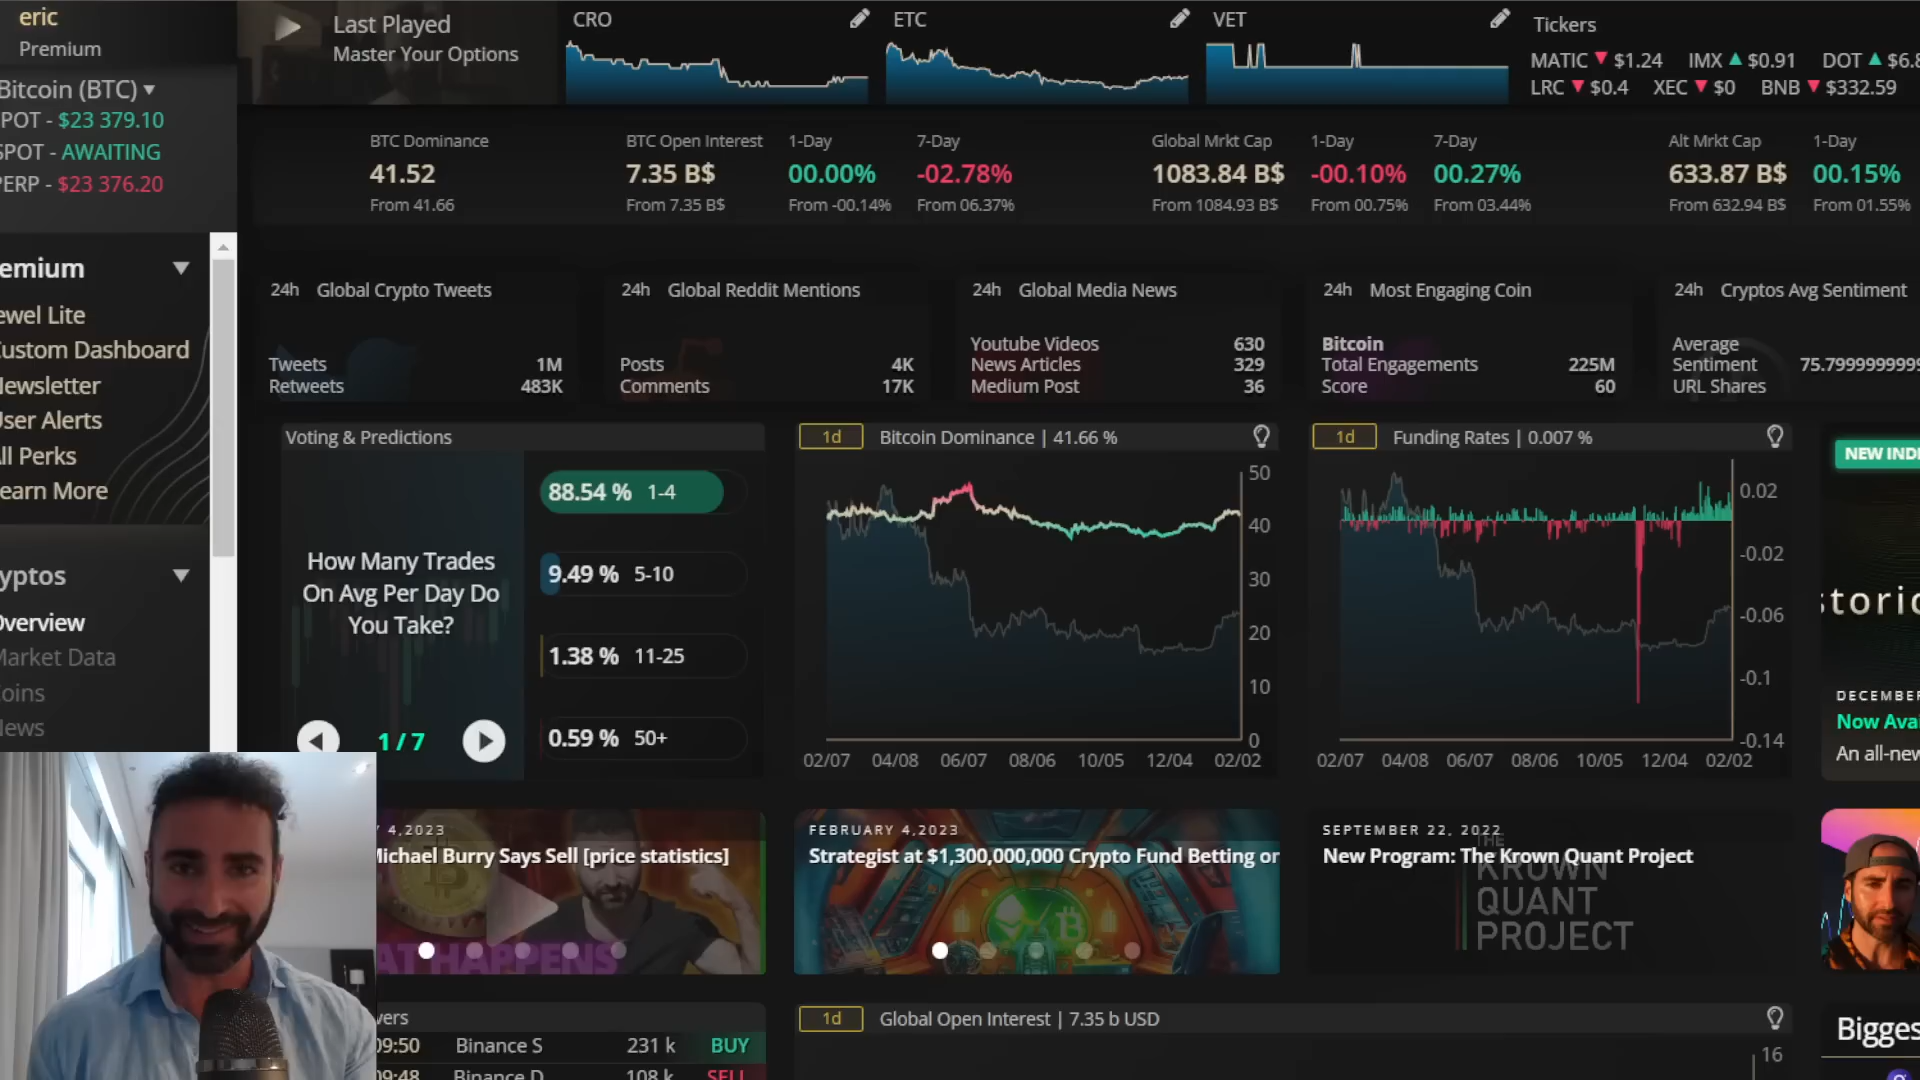 eric
Premium
Bitcoin (BTC)
POT - $23 379.10
SPOT - AWAITING
PERP - $23 376.20
Last Played
Master Your Options
CRO
ETC
VET
Tickers
MATIC $1.24 IMX $0.91 DOT $6.8
LRC $0.4 XEC $0 BNB $332.59
BTC Dominance
41.52
From 41.66
BTC Open Interest 1-Day 7-Day
7.35 B$ 00.00% -02.78%
From 7.35 B$ From -00.14% From 06.37%
Global Mrkt Cap 1-Day 7-Day
1083.84 B$ -00.10% 00.27%
From 1084.93 B$ From 00.75% From 03.44%
Alt Mrkt Cap 1-Day
633.87 B$ 00.15%
From 632.94 B$ From 01.55%
emium
ewel Lite
ustom Dashboard
ewsletter
ser Alerts
ll Perks
earn More
yptos
Overview
Market Data
oins
News
24h Global Crypto Tweets
Tweets 1M
Retweets 483K
24h Global Reddit Mentions
Posts 4K
Comments 17K
24h Global Media News
Youtube Videos 630
News Articles 329
Medium Post 36
24h Most Engaging Coin
Bitcoin
Total Engagements 225M
Score 60
24h Cryptos Avg Sentiment
Average
Sentiment 75.7999999999
URL Shares
Voting & Predictions
How Many Trades
On Avg Per Day Do
You Take?
1 / 7
88.54 % 1-4
9.49 % 5-10
1.38 % 11-25
0.59 % 50+
1d Bitcoin Dominance | 41.66 %
50
40
30
20
10
0
02/07 04/08 06/07 08/06 10/05 12/04 02/02
1d Funding Rates | 0.007 %
0.02
-0.02
-0.06
-0.1
-0.14
02/07 04/08 06/07 08/06 10/05 12/04 02/02
NEW INDI
storic
DECEMBER
Now Avai
An all-new
4,2023
Michael Burry Says Sell [price statistics]
AT HAPPENS
FEBRUARY 4,2023
Strategist at $1,300,000,000 Crypto Fund Betting on
SEPTEMBER 22, 2022
New Program: The Krown Quant Project
THE
KROWN
QUANT
PROJECT
vers
09:50 Binance S 231 k BUY
09:48 Binance D 108 k SELL
1d Global Open Interest | 7.35 b USD
16
Bigges